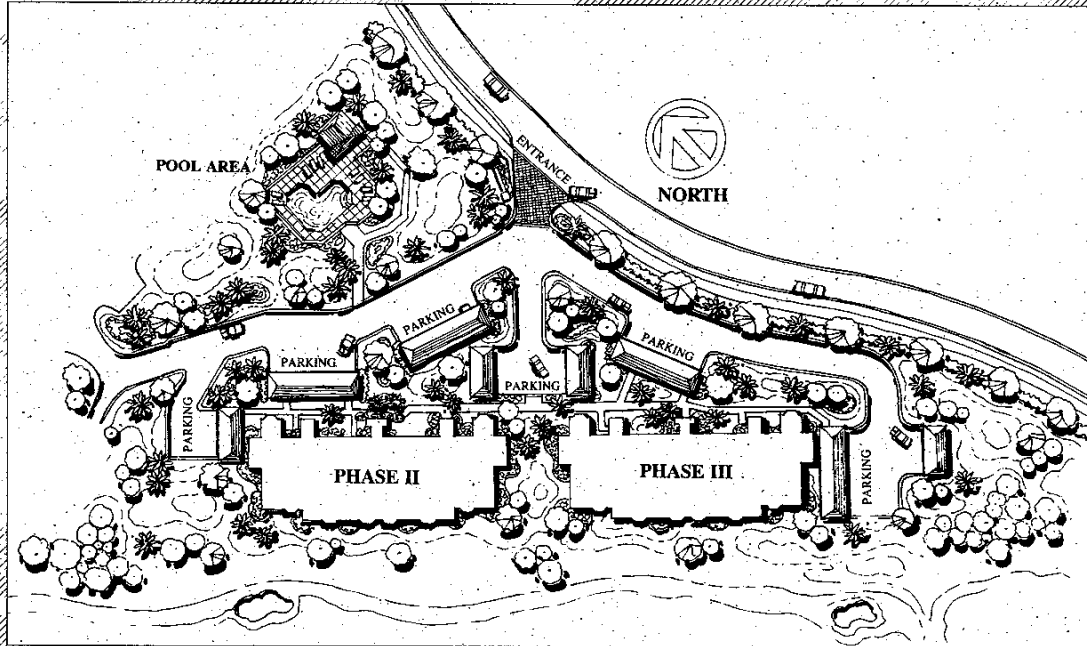 POOL AREA
ENTRANCE
NORTH
PARKING
PARKING
PARKING
PARKING
PARKING
PARKING
PHASE II
PHASE III